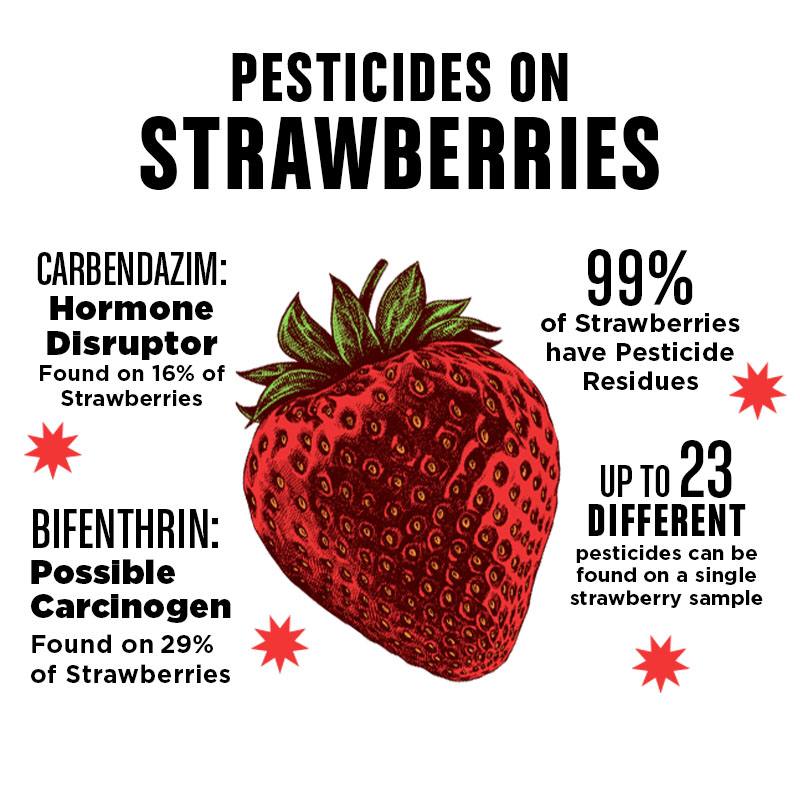 PESTICIDES ON
STRAWBERRIES
CARBENDAZIM:
Hormone
Disruptor
Found on 16% of
Strawberries
99%
of Strawberries
have Pesticide
Residues
BIFENTHRIN:
Possible
Carcinogen
Found on 29%
of Strawberries
UP TO 23
DIFFERENT
pesticides can be
found on a single
strawberry sample